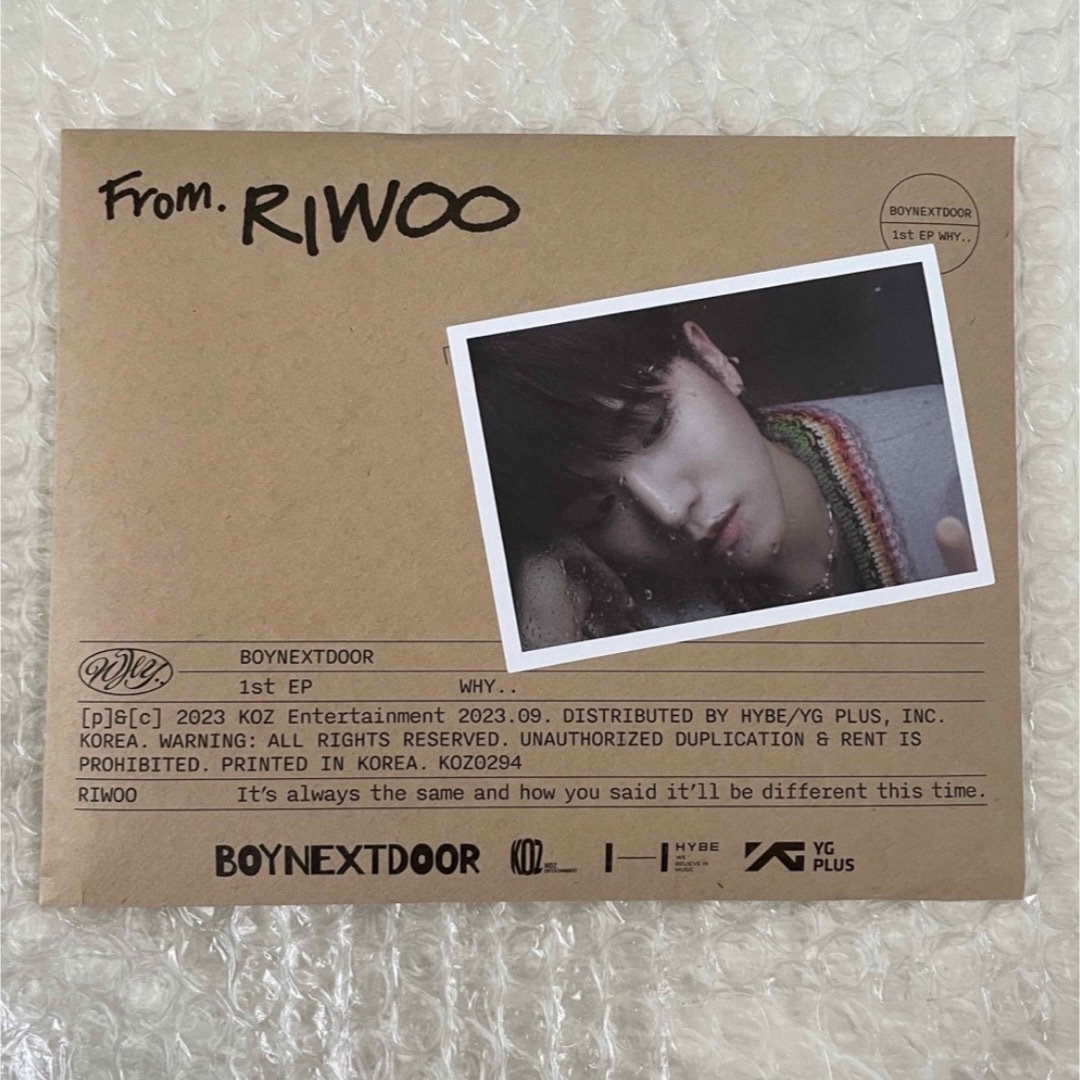 From. RIWOO
BOYNEXTDOOR
1st EP WHY..
Why..
BOYNEXTDOOR
1st EP WHY..
[p]&[c] 2023 KOZ Entertainment 2023.09. DISTRIBUTED BY HYBE/YG PLUS, INC.
KOREA. WARNING: ALL RIGHTS RESERVED. UNAUTHORIZED DUPLICATION & RENT IS
PROHIBITED. PRINTED IN KOREA. KOZ0294
RIWOO It's always the same and how you said it'll be different this time.
BOYNEXTDOOR
KOZ
KOZ
ENTERTAINMENT
HYBE
WE
BELIEVE IN
MUSIC
YG
PLUS